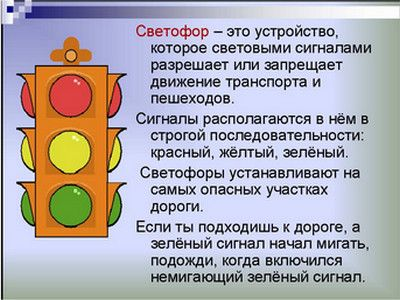 Светофор – это устройство,
которое световыми сигналами
разрешает или запрещает
движение транспорта и
пешеходов.
Сигналы располагаются в нём в
строгой последовательности:
красный, жёлтый, зелёный.
Светофоры устанавливают на
самых опасных участках
дороги.
Если ты подходишь к дороге, а
зелёный сигнал начал мигать,
подожди, когда включился
немигающий зелёный сигнал.